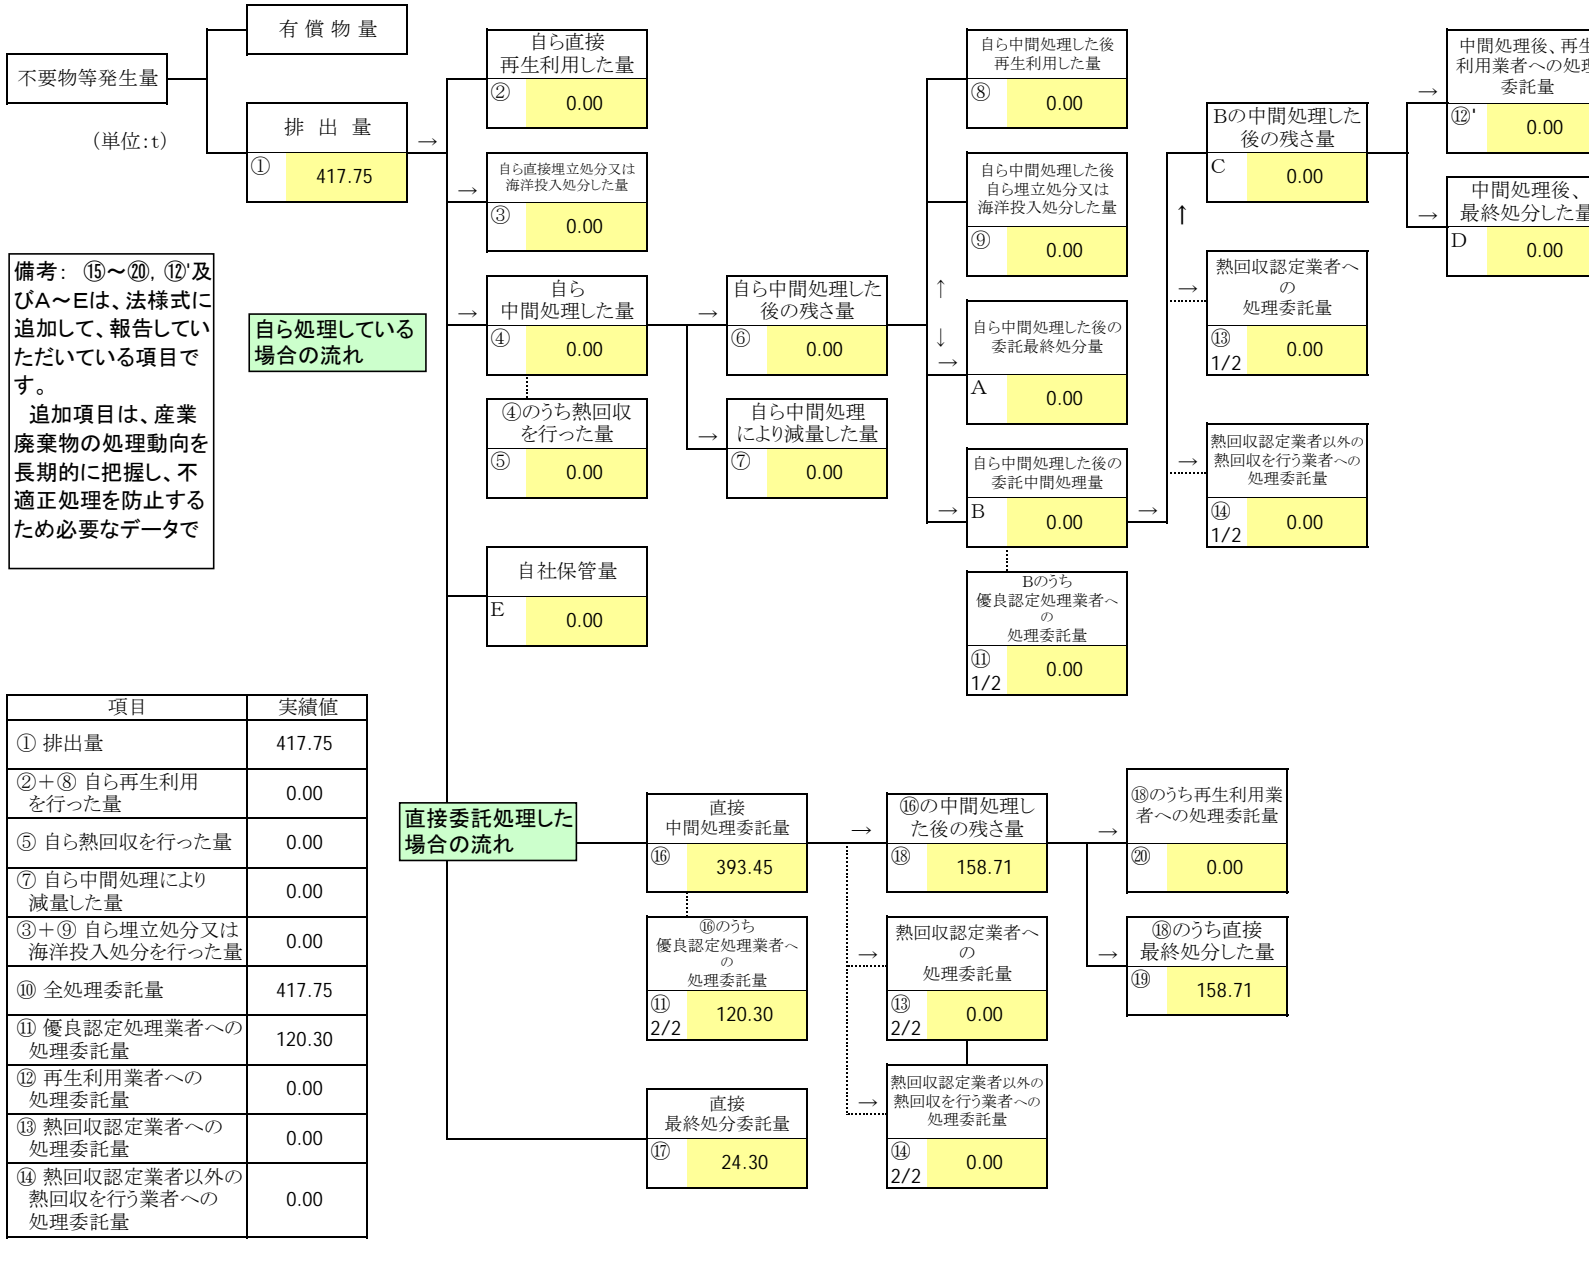 有 償 物 量
不要物等発生量
(単位:t)
排 出 量
→
①
417.75
備考: ⑮～⑳, ⑫'及
びA～Eは、法様式に
追加して、報告してい
ただいている項目で
す。
追加項目は、産業
廃棄物の処理動向を
長期的に把握し、不
適正処理を防止する
ため必要なデータで
自ら処理している
場合の流れ
自ら直接
再生利用した量
②
0.00
→
自ら直接埋立処分又は
海洋投入処分した量
③
0.00
→
自ら
中間処理した量
④
0.00
④のうち熱回収
を行った量
⑤
0.00
自社保管量
E
0.00
→
自ら中間処理した
後の残さ量
⑥
0.00
→
自ら中間処理
により減量した量
⑦
0.00
自ら中間処理した後
再生利用した量
⑧
0.00
自ら中間処理した後
自ら埋立処分又は
海洋投入処分した量
⑨
0.00
↑
↓
→
自ら中間処理した後の
委託最終処分量
A
0.00
自ら中間処理した後の
委託中間処理量
→
B
0.00
→
Bのうち
優良認定処理業者へ
の
処理委託量
⑪
1/2
0.00
↑
Bの中間処理した
後の残さ量
C
0.00
→
熱回収認定業者へ
の
処理委託量
⑬
1/2
0.00
→
熱回収認定業者以外の
熱回収を行う業者への
処理委託量
⑭
1/2
0.00
→
中間処理後、再生
利用業者への処理
委託量
⑫'
0.00
→
中間処理後、
最終処分した量
D
0.00
項目 実績値
① 排出量 417.75
②＋⑧ 自ら再生利用
を行った量 0.00
⑤ 自ら熱回収を行った量 0.00
⑦ 自ら中間処理により
減量した量 0.00
③＋⑨ 自ら埋立処分又は
海洋投入処分を行った量 0.00
⑩ 全処理委託量 417.75
⑪ 優良認定処理業者への
処理委託量 120.30
⑫ 再生利用業者への
処理委託量 0.00
⑬ 熱回収認定業者への
処理委託量 0.00
⑭ 熱回収認定業者以外の
熱回収を行う業者への
処理委託量 0.00
直接委託処理した
場合の流れ
直接
中間処理委託量
⑯
393.45
⑯のうち
優良認定処理業者へ
の
処理委託量
⑪
2/2
120.30
直接
最終処分委託量
⑰
24.30
→
⑯の中間処理し
た後の残さ量
⑱
158.71
→
熱回収認定業者へ
の
処理委託量
⑬
2/2
0.00
→
熱回収認定業者以外の
熱回収を行う業者への
処理委託量
⑭
2/2
0.00
→
⑱のうち再生利用業
者への処理委託量
⑳
0.00
→
⑱のうち直接
最終処分した量
⑲
158.71